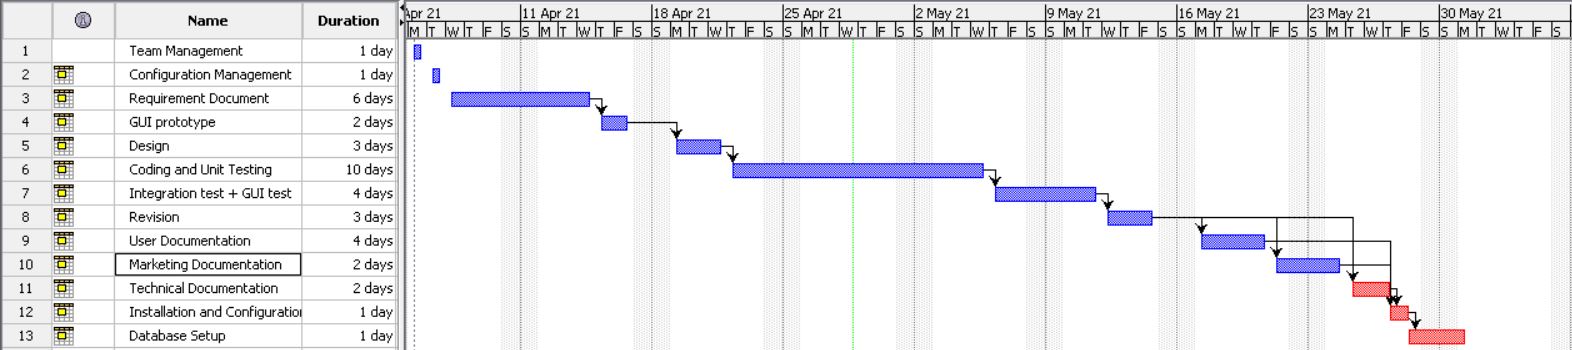 Name Duration
Apr 21 11 Apr 21 18 Apr 21 25 Apr 21 2 May 21 9 May 21 16 May 21 23 May 21 30 May 21
M T W T F S S M T W T F S S M T W T F S S M T W T F S S M T W T F S S M T W T F S S M T W T F S S M T W T F S S M T W T F S
1 Team Management 1 day
2 Configuration Management 1 day
3 Requirement Document 6 days
4 GUI prototype 2 days
5 Design 3 days
6 Coding and Unit Testing 10 days
7 Integration test + GUI test 4 days
8 Revision 3 days
9 User Documentation 4 days
10 Marketing Documentation 2 days
11 Technical Documentation 2 days
12 Installation and Configuratio 1 day
13 Database Setup 1 day